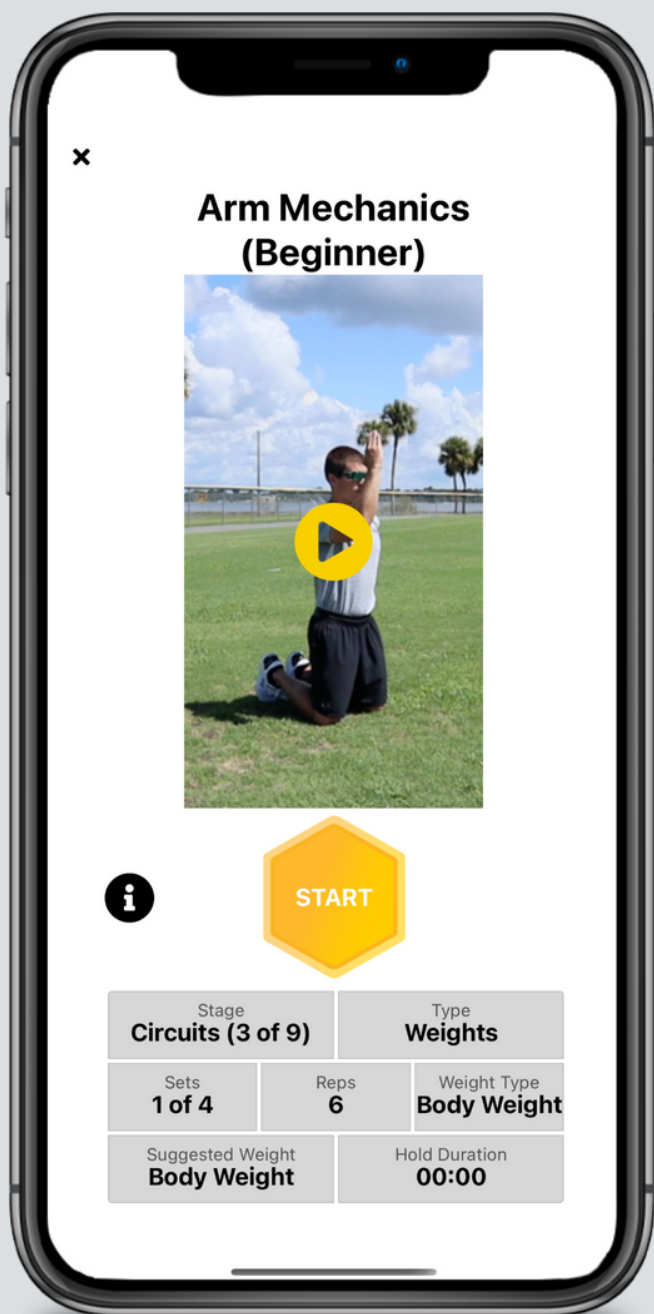 Arm Mechanics
(Beginner)
START
Stage
Circuits (3 of 9)
Type
Weights
Sets
1 of 4
Reps
6
Weight Type
Body Weight
Suggested Weight
Body Weight
Hold Duration
00:00